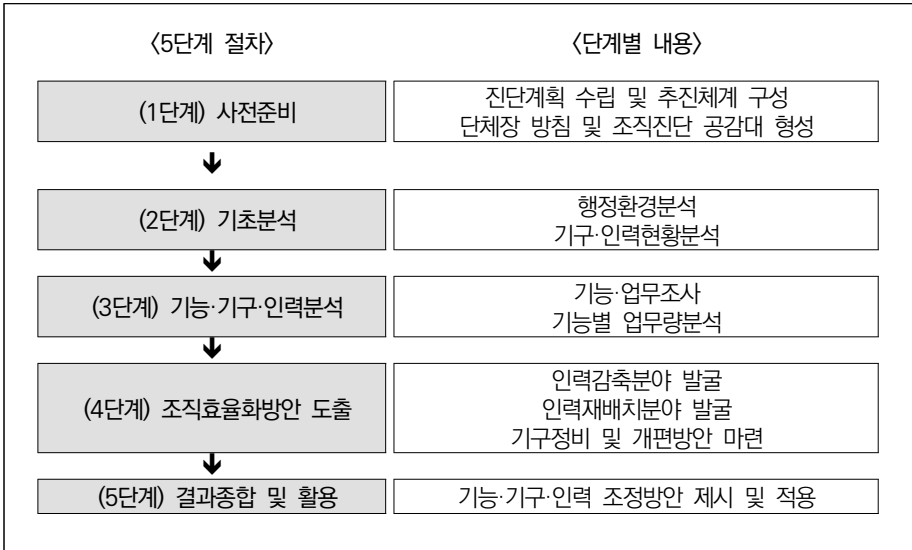 〈5단계 절차〉
〈단계별 내용〉
(1단계) 사전준비
진단계획 수립 및 추진체계 구성
단체장 방침 및 조직진단 공감대 형성
(2단계) 기초분석
행정환경분석
기구·인력현황분석
(3단계) 기능·기구·인력분석
기능·업무조사
기능별 업무량분석
(4단계) 조직효율화방안 도출
인력감축분야 발굴
인력재배치분야 발굴
기구정비 및 개편방안 마련
(5단계) 결과종합 및 활용
기능·기구·인력 조정방안 제시 및 적용